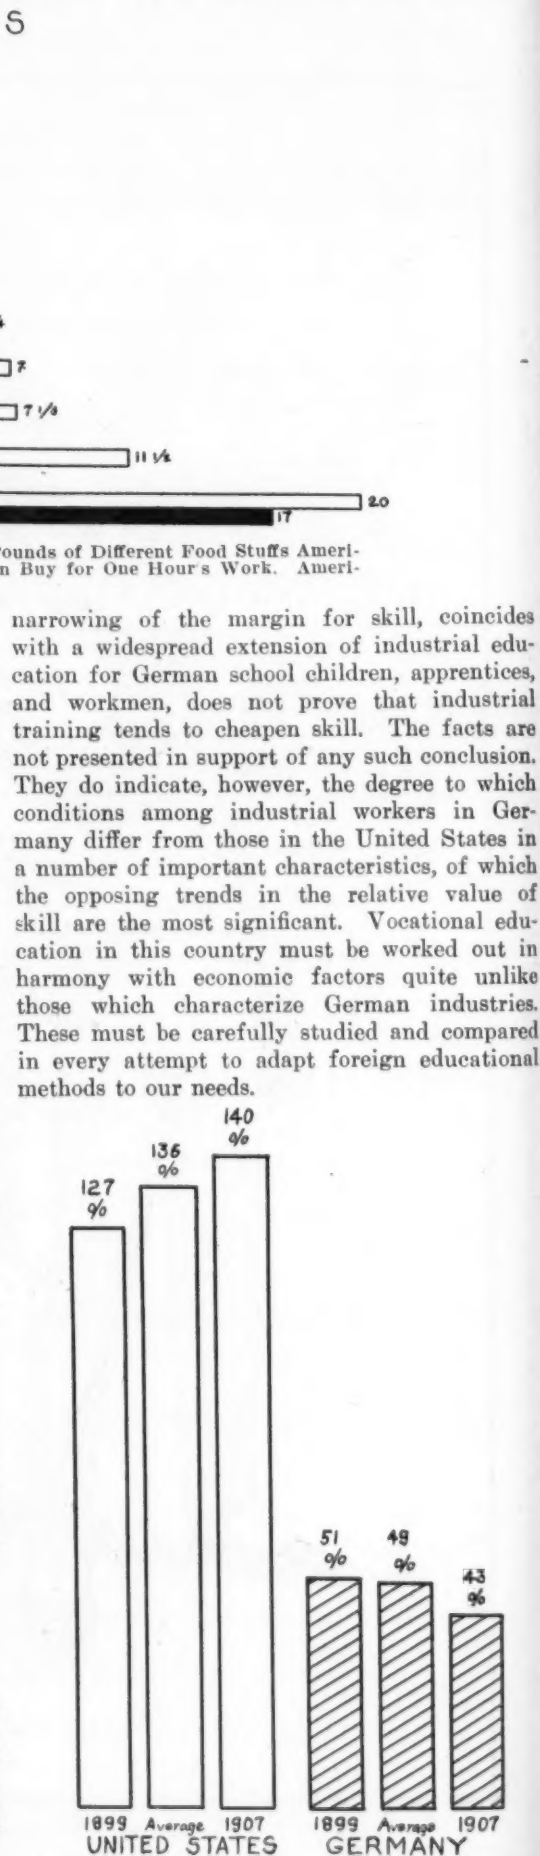 S
4
7
7 1/3
11 1/2
20
17
ounds of Different Food Stuffs Ameri-
n Buy for One Hour's Work. Ameri-
narrowing of the margin for skill, coincides
with a widespread extension of industrial edu-
cation for German school children, apprentices,
and workmen, does not prove that industrial
training tends to cheapen skill. The facts are
not presented in support of any such conclusion.
They do indicate, however, the degree to which
conditions among industrial workers in Ger-
many differ from those in the United States in
a number of important characteristics, of which
the opposing trends in the relative value of
skill are the most significant. Vocational edu-
cation in this country must be worked out in
harmony with economic factors quite unlike
those which characterize German industries.
These must be carefully studied and compared
in every attempt to adapt foreign educational
methods to our needs.
140
%
136
%
127
%
51
%
49
%
43
%
1899 Average 1907 1899 Average 1907
UNITED STATES GERMANY